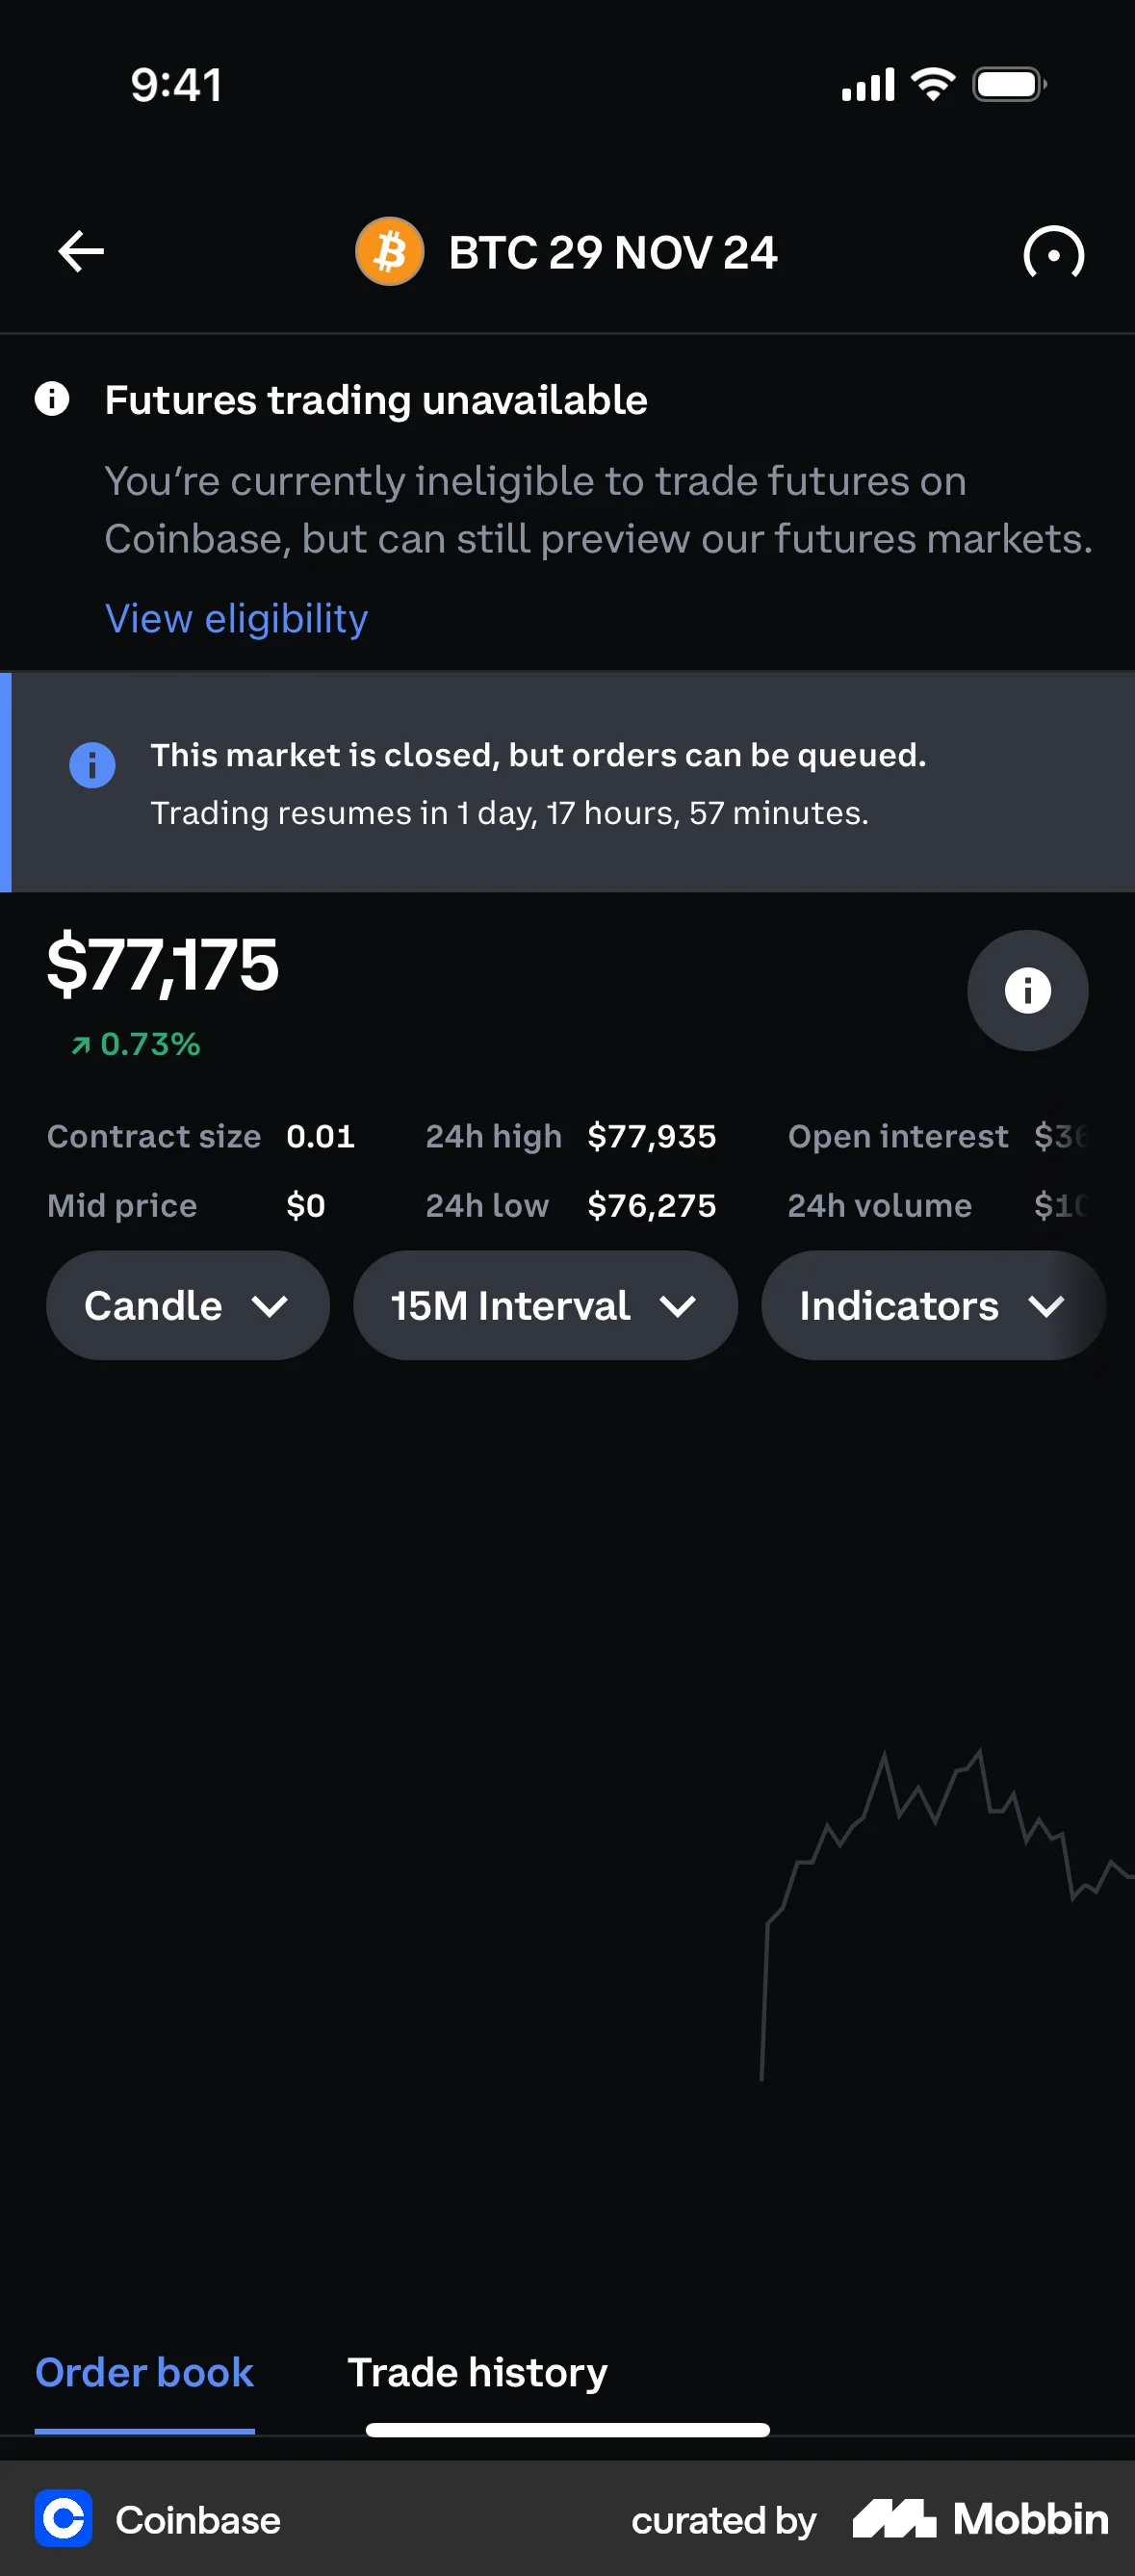 9:41
BTC 29 NOV 24
Futures trading unavailable
You're currently ineligible to trade futures on
Coinbase, but can still preview our futures markets.
View eligibility
This market is closed, but orders can be queued.
Trading resumes in 1 day, 17 hours, 57 minutes.
$77,175
↗ 0.73%
Contract size 0.01 24h high $77,935 Open interest
Mid price $0 24h low $76,275 24h volume
Candle 15M Interval Indicators
Order book Trade history
Coinbase curated by Mobbin